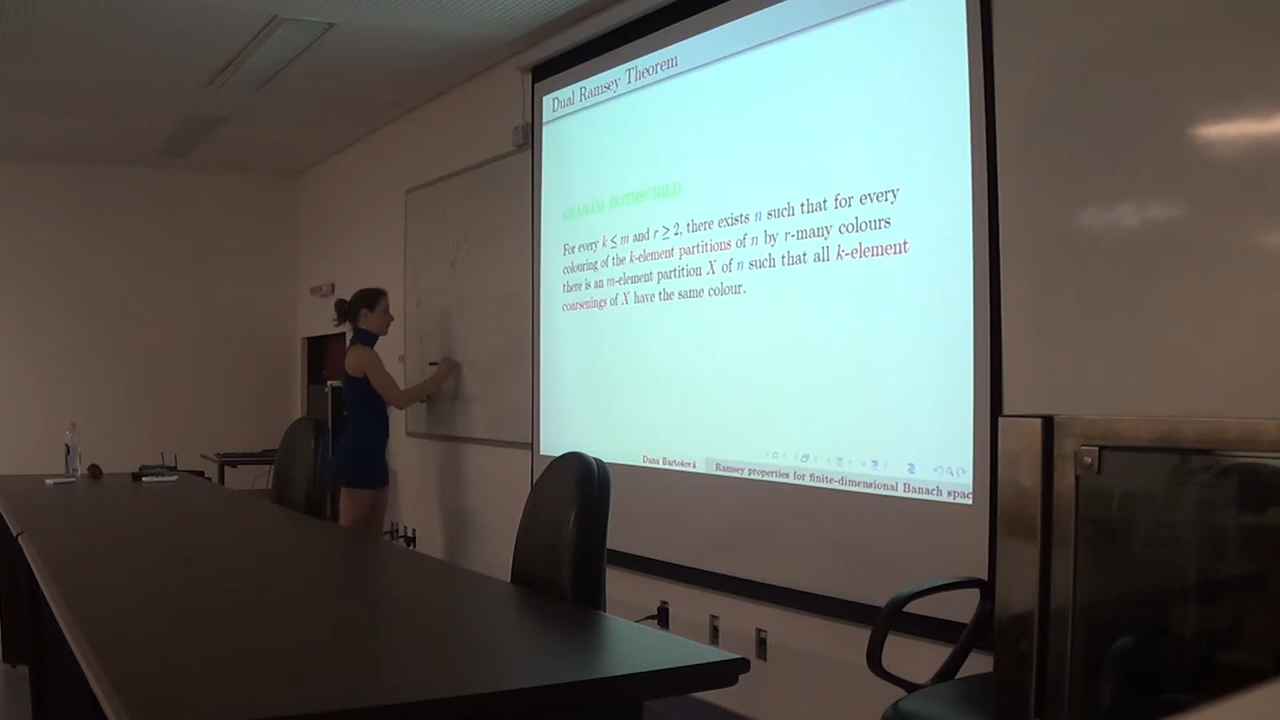 Dual Ramsey Theorem
GRAHAM-ROTHSCHILD
For every k ≤ m and r ≥ 2, there exists n such that for every
colouring of the k-element partitions of n by r-many colours
there is an m-element partition X of n such that all k-element
coarsenings of X have the same colour.
Dana Bartošová Ramsey properties for finite-dimensional Banach spac